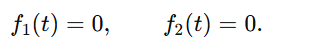 f₁(t) = 0,    f₂(t) = 0.